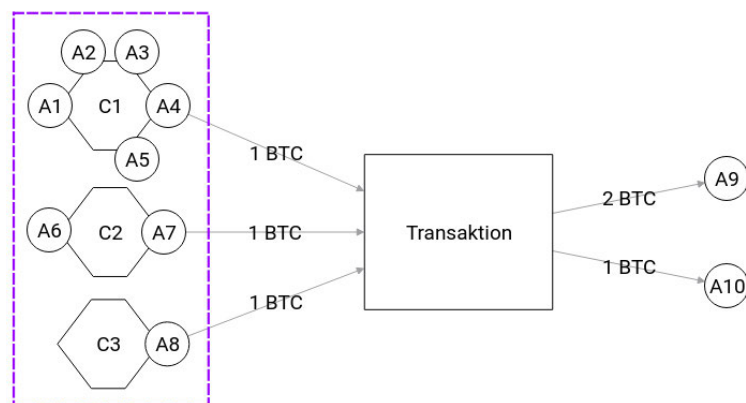 A2 A3
A1 C1 A4
A5
1 BTC
A6 C2 A7
1 BTC
C3 A8
1 BTC
Transaktion
2 BTC
A9
1 BTC
A10